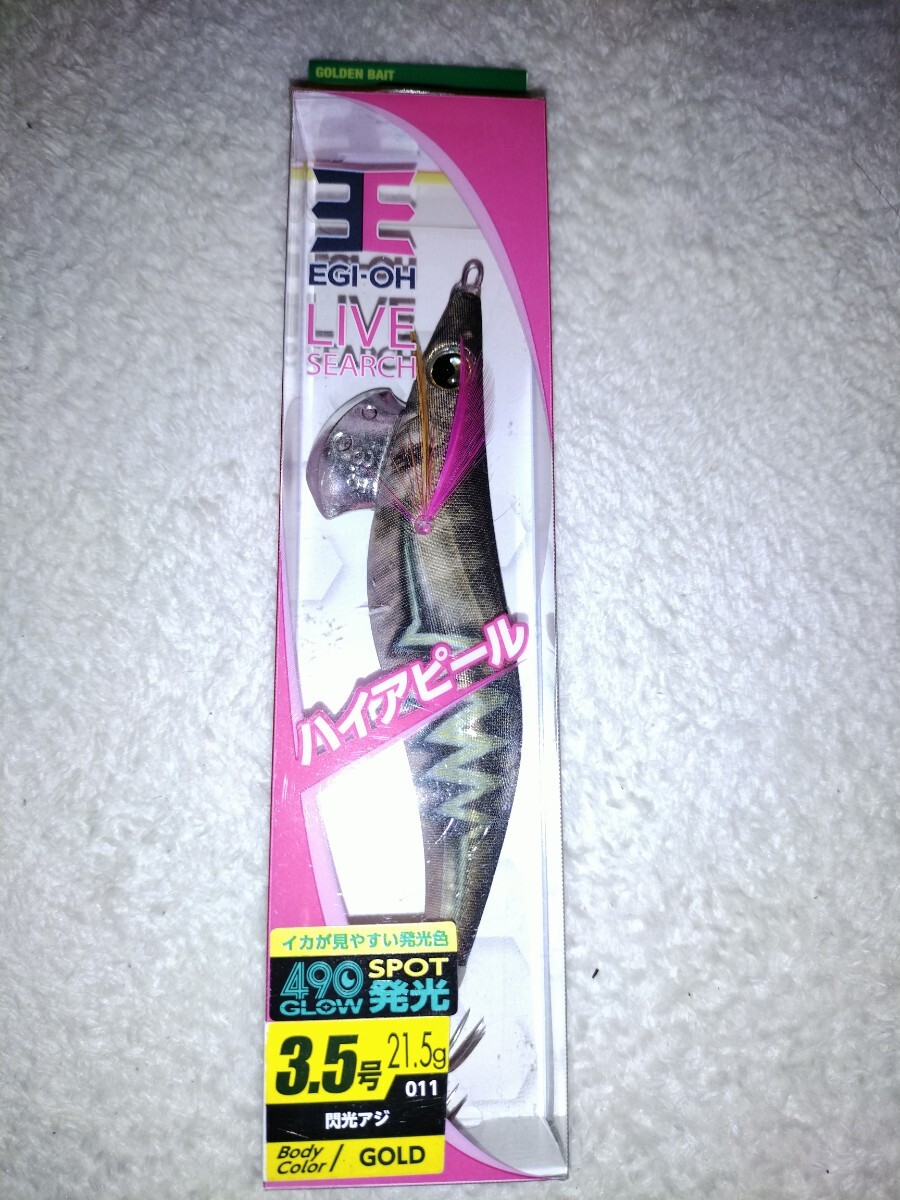 GOLDEN BAIT
EGI-OH
LIVE
SEARCH
ハイアピール
イカが見やすい発光色
490 SPOT
GLOW 発光
3.5号 21.5g
011
閃光アジ
Body Color / GOLD